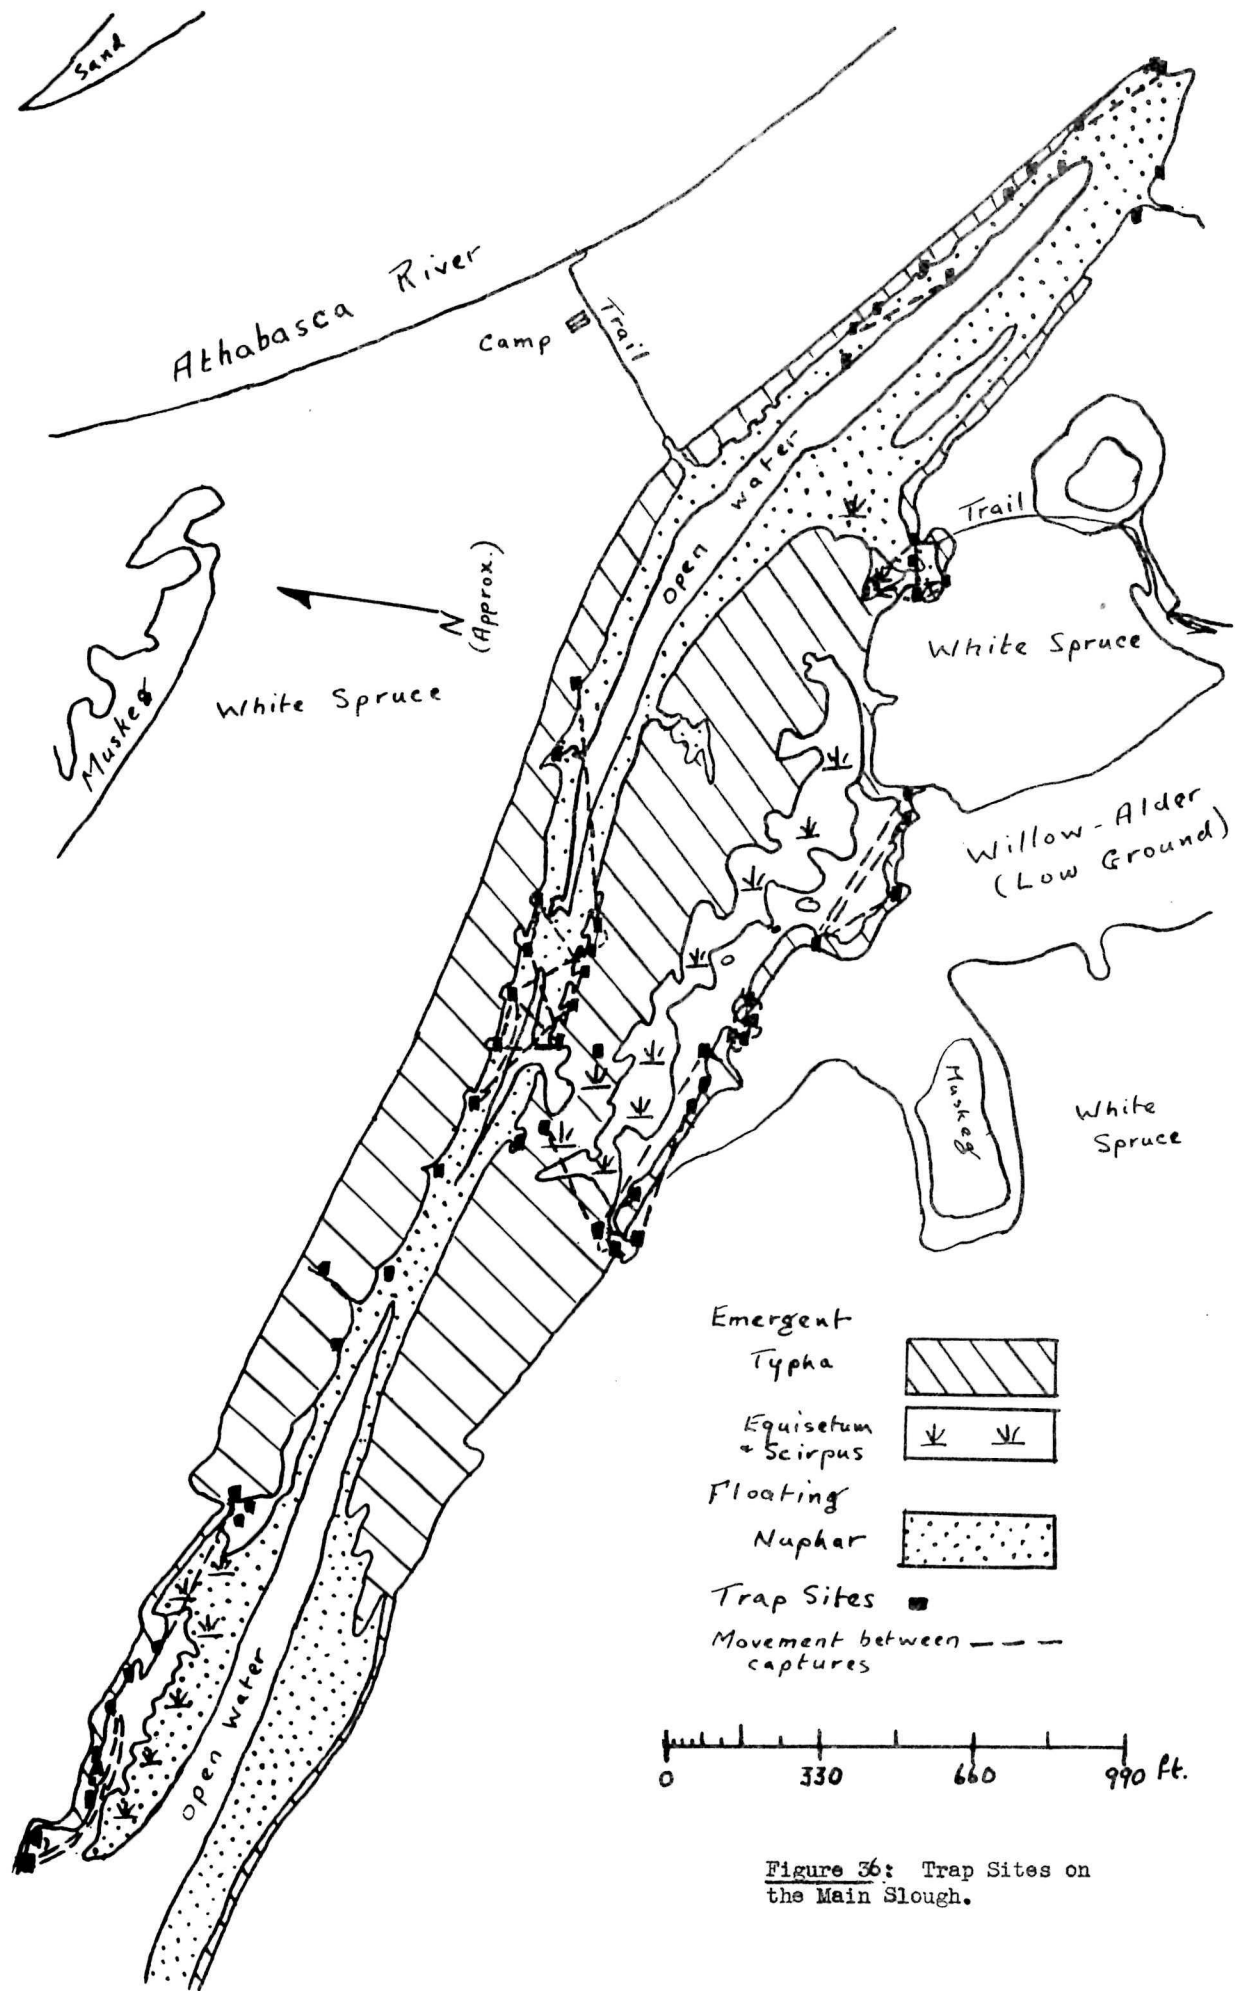 Sand
Athabasca River
Camp
Trail
Open Water
Trail
N
(Approx.)
White Spruce
Muskeg
White Spruce
Willow-Alder
(Low Ground)
Muskeg
White
Spruce
Emergent
Typha
Equisetum
& Scirpus
Floating
Nuphar
Trap Sites
Movement between
captures
Open Water
0 330 660 990 ft.
Figure 36: Trap Sites on
the Main Slough.